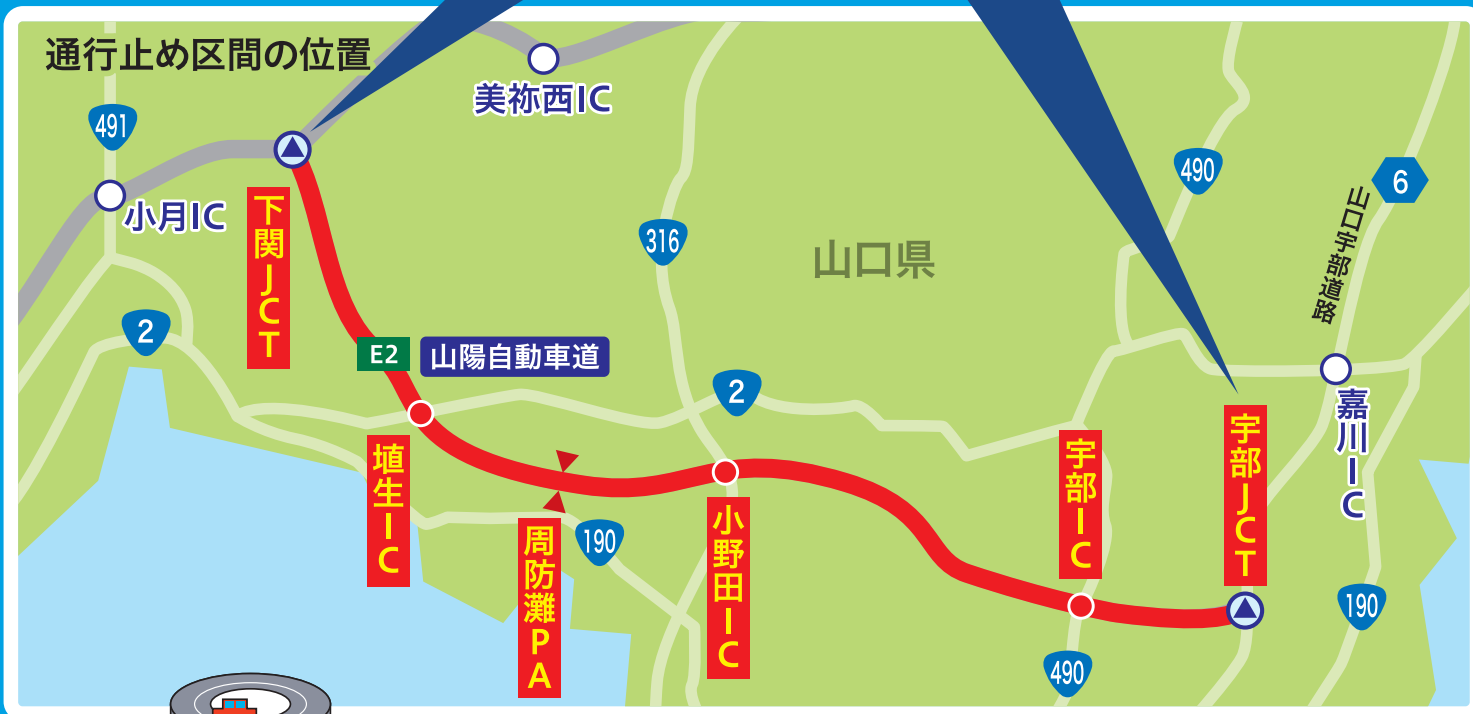 通行止め区間の位置
美祢西IC
491
小月IC
下関JCT
2
316
山口県
490
6
山口宇部道路
E2
山陽自動車道
2
嘉川IC
埴生IC
周防灘PA
190
小野田IC
宇部IC
宇部JCT
490
190